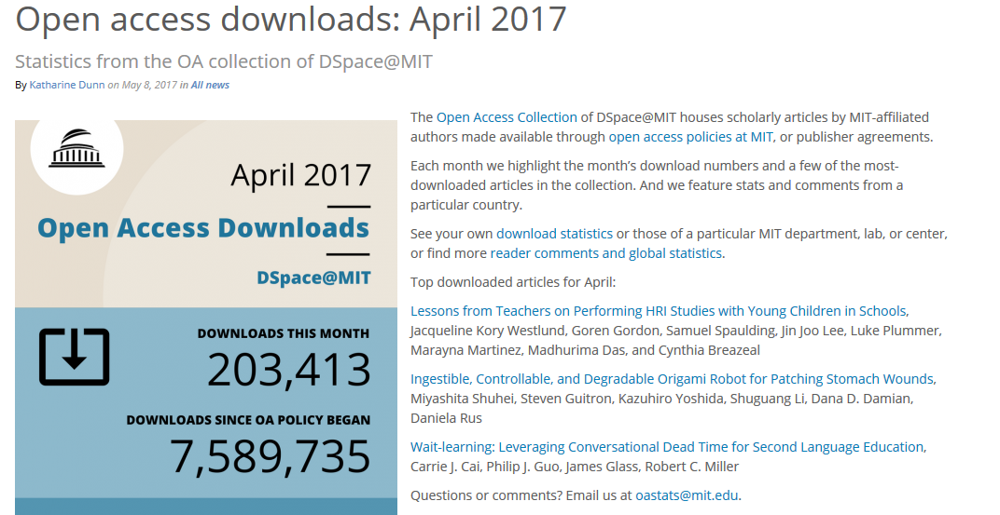 Open access downloads: April 2017
Statistics from the OA collection of DSpace@MIT
By Katharine Dunn on May 8, 2017 in All news
April 2017
Open Access Downloads
DSpace@MIT
DOWNLOADS THIS MONTH
203,413
DOWNLOADS SINCE OA POLICY BEGAN
7,589,735
The Open Access Collection of DSpace@MIT houses scholarly articles by MIT-affiliated
authors made available through open access policies at MIT, or publisher agreements.
Each month we highlight the month's download numbers and a few of the most-
downloaded articles in the collection. And we feature stats and comments from a
particular country.
See your own download statistics or those of a particular MIT department, lab, or center,
or find more reader comments and global statistics.
Top downloaded articles for April:
Lessons from Teachers on Performing HRI Studies with Young Children in Schools,
Jacqueline Kory Westlund, Goren Gordon, Samuel Spaulding, Jin Joo Lee, Luke Plummer,
Marayna Martinez, Madhurima Das, and Cynthia Breazeal
Ingestible, Controllable, and Degradable Origami Robot for Patching Stomach Wounds,
Miyashita Shuhei, Steven Guitron, Kazuhiro Yoshida, Shuguang Li, Dana D. Damian,
Daniela Rus
Wait-learning: Leveraging Conversational Dead Time for Second Language Education,
Carrie J. Cai, Philip J. Guo, James Glass, Robert C. Miller
Questions or comments? Email us at oastats@mit.edu.